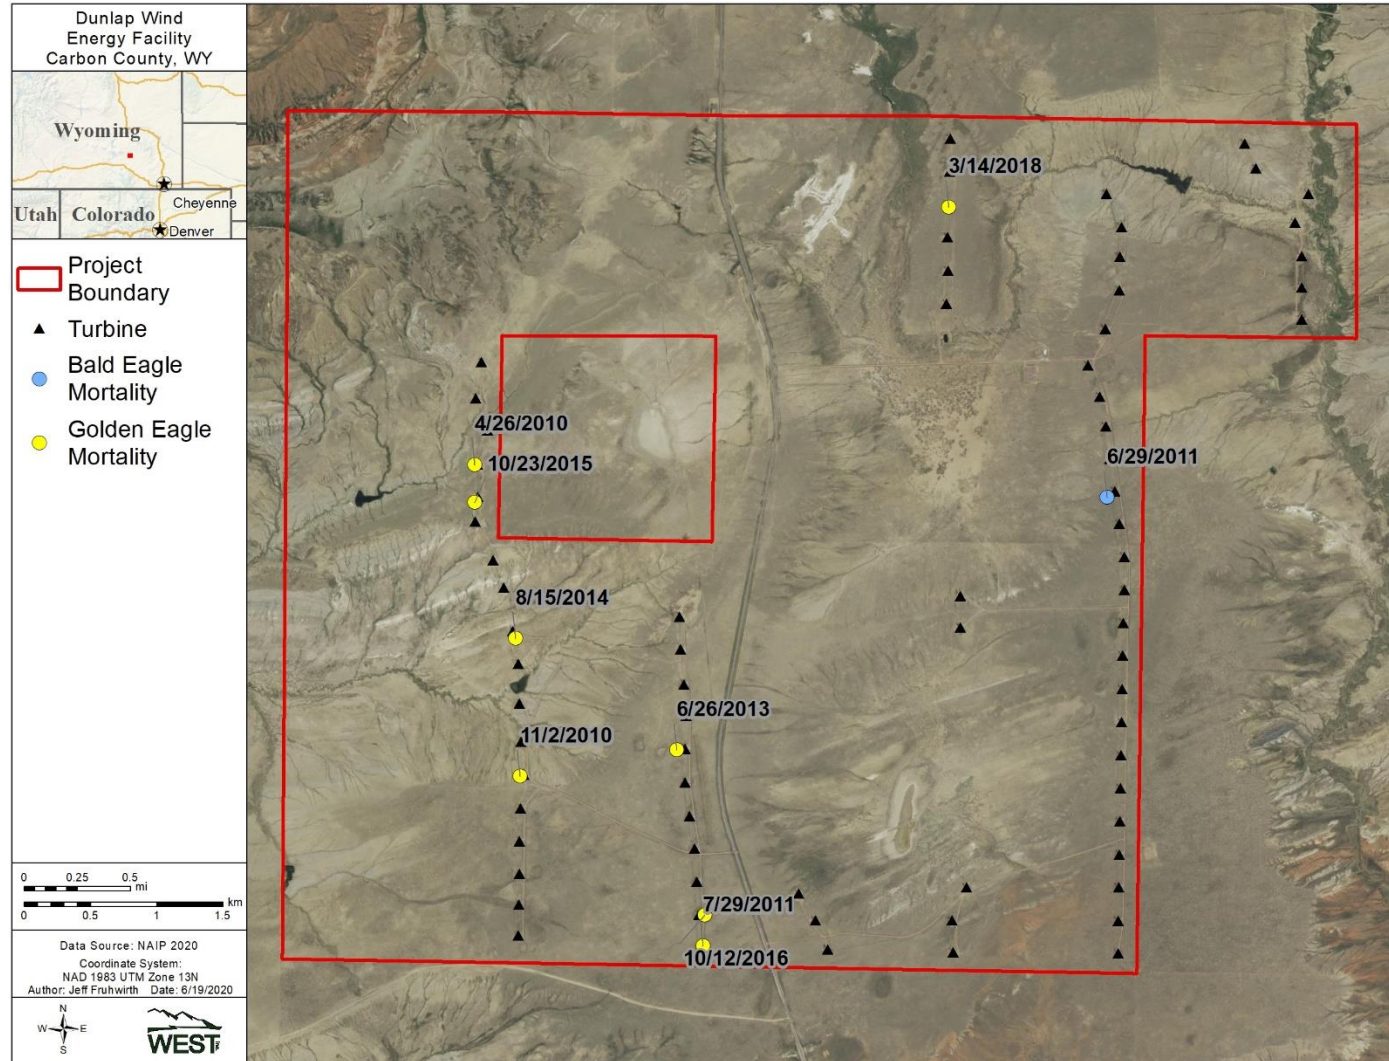 Dunlap Wind
Energy Facility
Carbon County, WY
Wyoming
Cheyenne
Utah
Colorado
Denver
Project
Boundary
Turbine
Bald Eagle
Mortality
Golden Eagle
Mortality
0 0.25 0.5
mi
km
0 0.5 1 1.5
Data Source: NAIP 2020
Coordinate System:
NAD 1983 UTM Zone 13N
Author: Jeff Fruhwirth Date: 6/19/2020
N
W E
S
WEST
3/14/2018
4/26/2010
10/23/2015
6/29/2011
8/15/2014
6/26/2013
11/2/2010
7/29/2011
10/12/2016